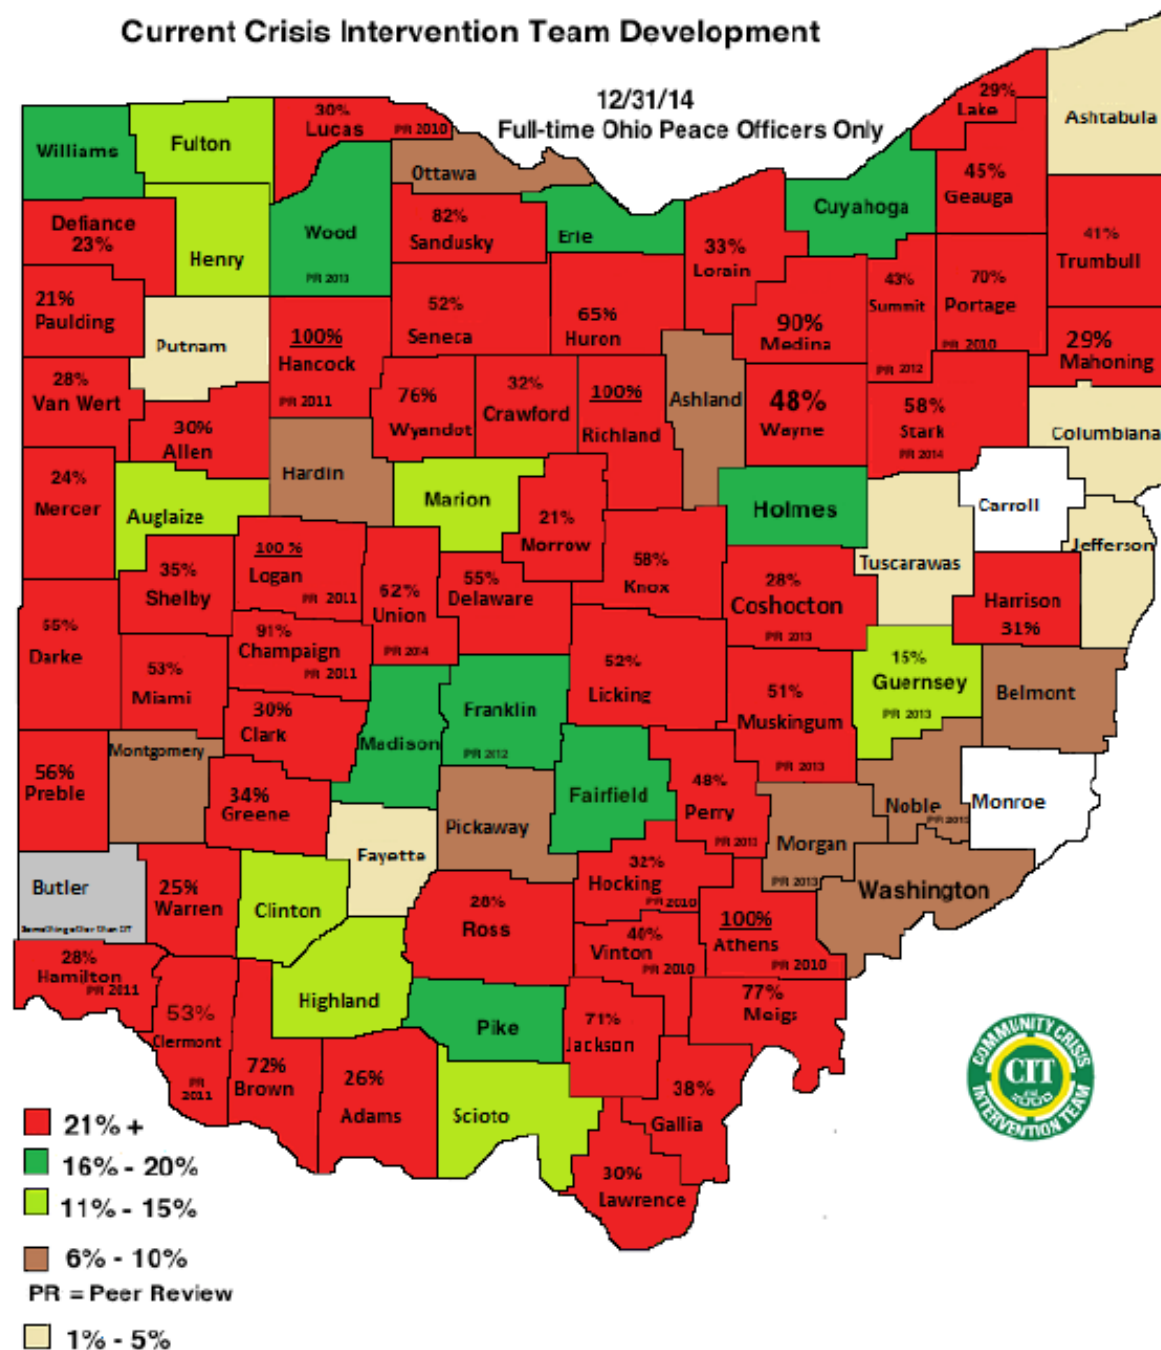 Current Crisis Intervention Team Development
12/31/14
Full-time Ohio Peace Officers Only
Williams
Fulton
30%
Lucas
PR 2010
Ottawa
29%
Lake
Ashtabula
Defiance
23%
Henry
Wood
PR 2013
82%
Sandusky
Erie
33%
Lorain
Cuyahoga
45%
Geauga
41%
Trumbull
21%
Paulding
Putnam
100%
Hancock
PR 2011
52%
Seneca
65%
Huron
90%
Medina
43%
Summit
PR 2012
70%
Portage
PR 2010
29%
Mahoning
28%
Van Wert
30%
Allen
Hardin
76%
Wyandot
32%
Crawford
100%
Richland
Ashland
48%
Wayne
58%
Stark
PR 2014
Columbiana
24%
Mercer
Auglaize
Marion
21%
Morrow
Holmes
Carroll
Jefferson
35%
Shelby
100 %
Logan
PR 2011
62%
Union
PR 2014
55%
Delaware
58%
Knox
28%
Coshocton
PR 2013
Tuscarawas
Harrison
31%
Darke
53%
Miami
91%
Champaign
PR 2011
52%
Licking
51%
Muskingum
PR 2013
15%
Guernsey
PR 2013
Belmont
30%
Clark
Madison
Franklin
PR 2012
56%
Preble
Montgomery
34%
Greene
Pickaway
Fairfield
48%
Perry
Morgan
PR 2013
Noble
Monroe
Butler
25%
Warren
Clinton
Fayette
28%
Ross
32%
Hocking
PR 2010
Washington
100%
Athens
PR 2010
28%
Hamilton
PR 2011
Highland
Vinton
PR 2010
77%
Meigs
53%
Clermont
PR
2011
72%
Brown
26%
Adams
Pike
71%
Jackson
Scioto
38%
Gallia
30%
Lawrence
COMMUNITY CRISIS
CIT
INTERVENTION TEAM
21% +
16% - 20%
11% - 15%
6% - 10%
PR = Peer Review
1% - 5%